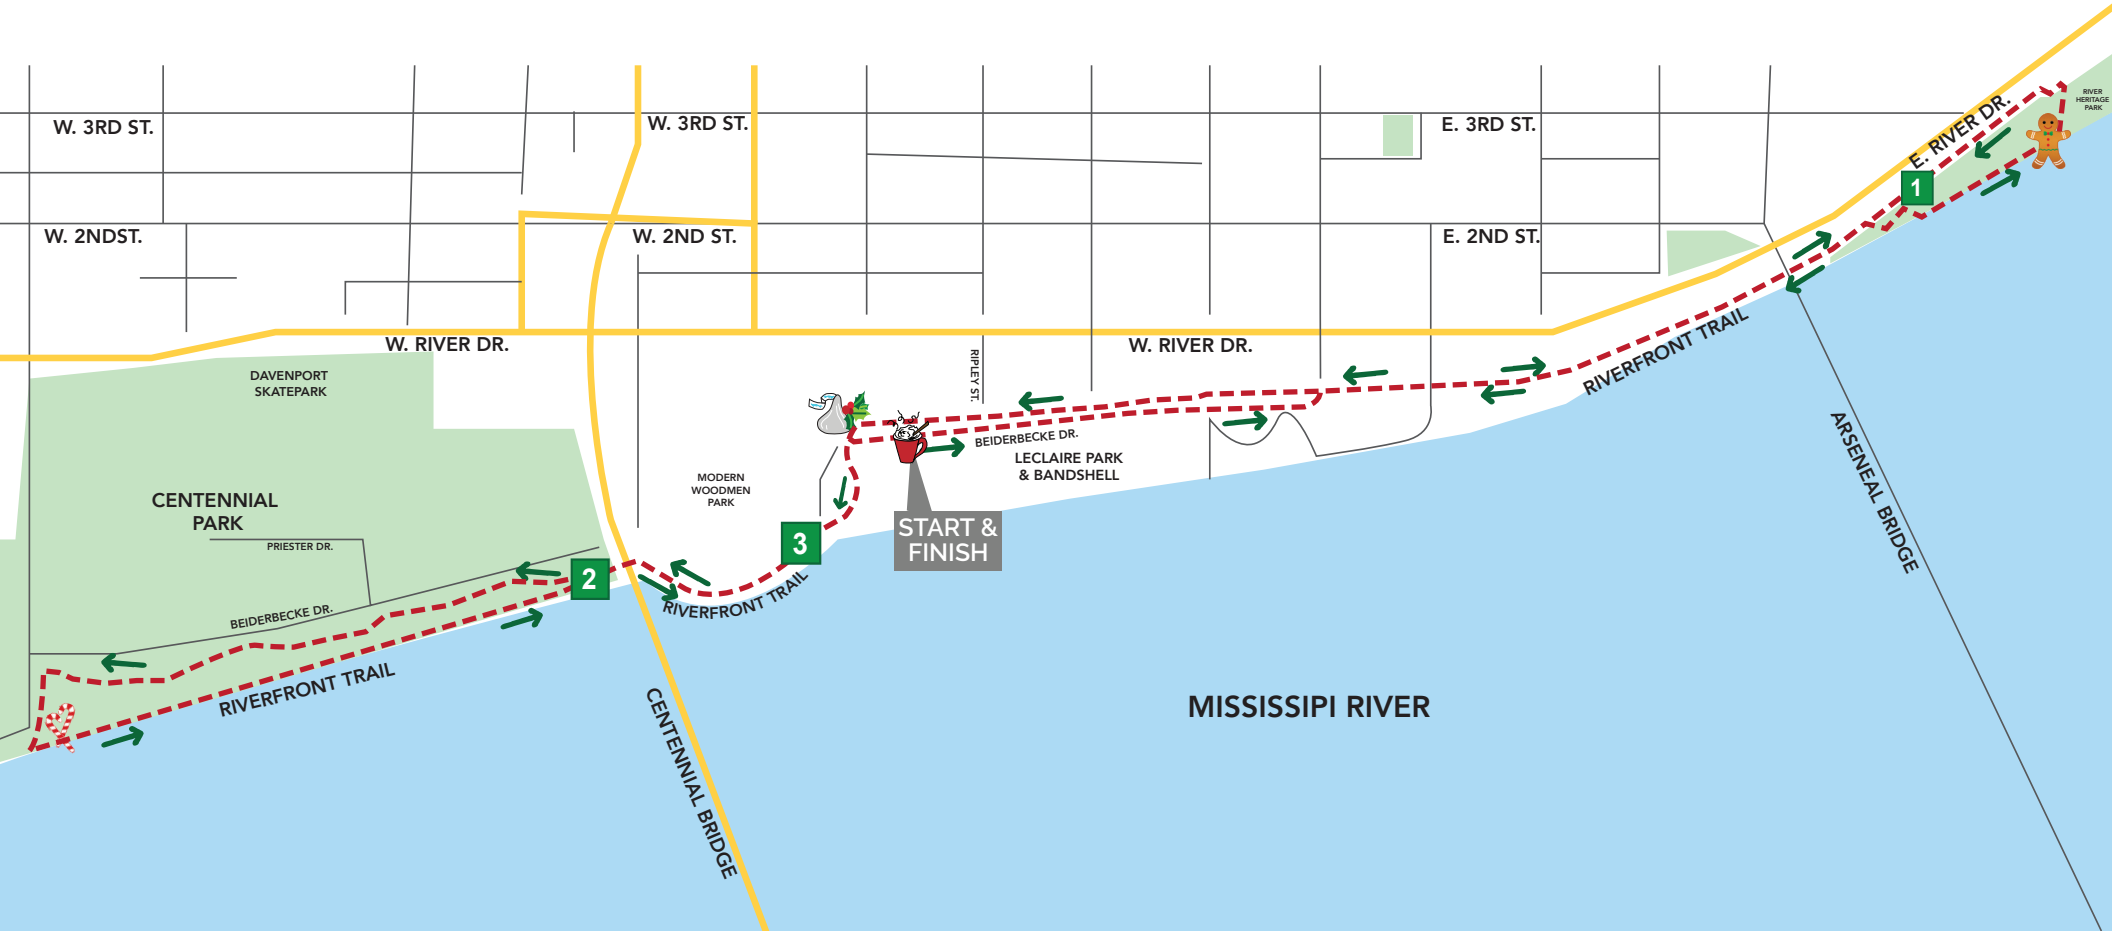 W. 3RD ST.
W. 3RD ST.
E. 3RD ST.
RIVER
HERITAGE
PARK
E. RIVER DR.
1
W. 2NDST.
W. 2ND ST.
E. 2ND ST.
W. RIVER DR.
W. RIVER DR.
RIPLEY ST.
RIVERFRONT TRAIL
DAVENPORT
SKATEPARK
BEIDERBECKE DR.
LECLAIRE PARK
& BANDSHELL
MODERN
WOODMEN
PARK
CENTENNIAL
PARK
PRIESTER DR.
START &
FINISH
3
2
ARSENEAL BRIDGE
RIVERFRONT TRAIL
BEIDERBECKE DR.
RIVERFRONT TRAIL
MISSISSIPI RIVER
CENTENNIAL BRIDGE